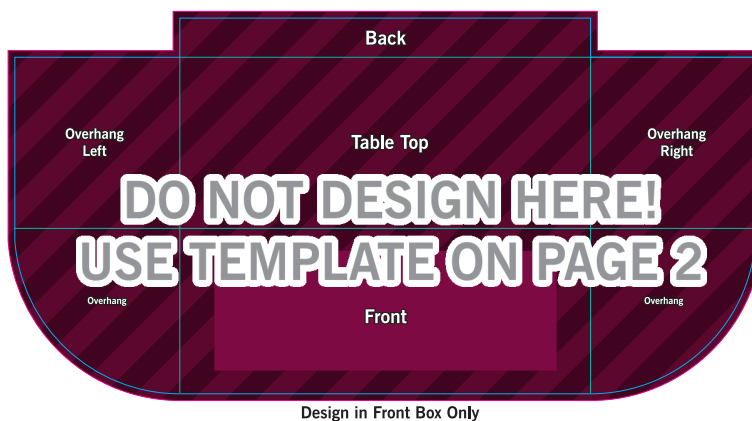 Back
Overhang
Left
Table Top
Overhang
Right
DO NOT DESIGN HERE!
USE TEMPLATE ON PAGE 2
Overhang
Front
Overhang
Design in Front Box Only